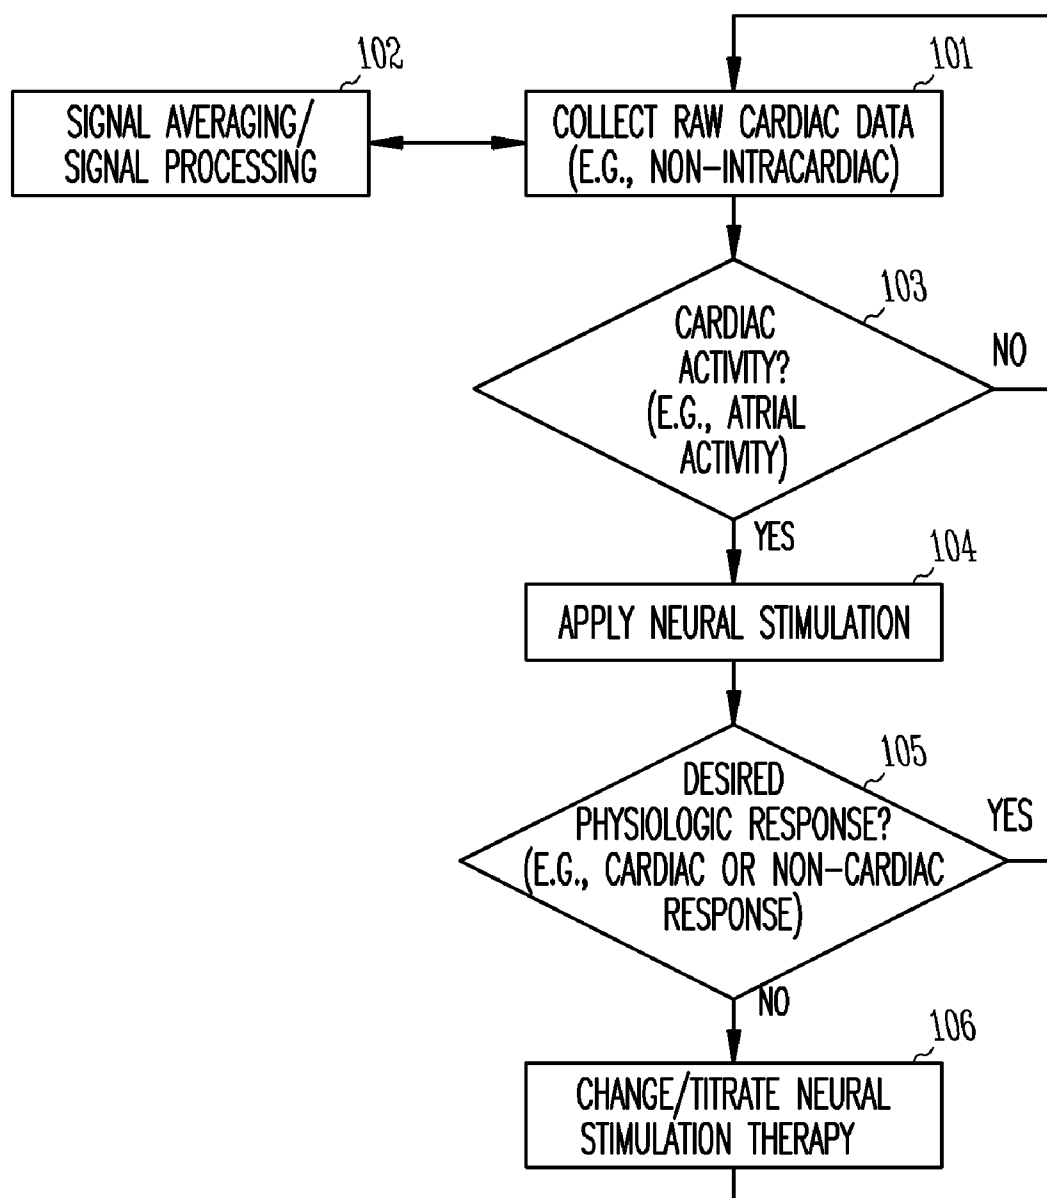 102
SIGNAL AVERAGING/
SIGNAL PROCESSING
101
COLLECT RAW CARDIAC DATA
(E.G., NON-INTRACARDIAC)
103
CARDIAC
ACTIVITY?
(E.G., ATRIAL
ACTIVITY)
NO
YES
104
APPLY NEURAL STIMULATION
105
DESIRED
PHYSIOLOGIC RESPONSE?
(E.G., CARDIAC OR NON-CARDIAC
RESPONSE)
YES
NO
106
CHANGE/TITRATE NEURAL
STIMULATION THERAPY